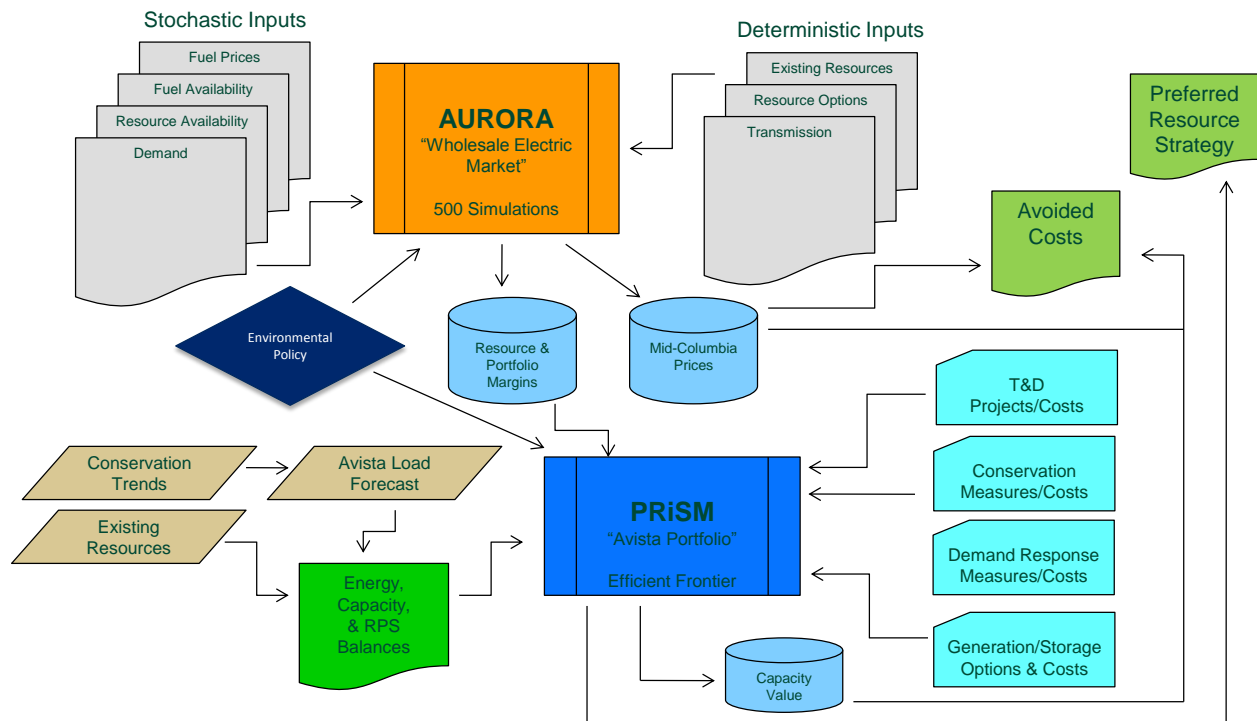 Stochastic Inputs
Fuel Prices
Fuel Availability
Resource Availability
Demand
AURORA
“Wholesale Electric
Market”
500 Simulations
Deterministic Inputs
Existing Resources
Resource Options
Transmission
Preferred
Resource
Strategy
Avoided
Costs
Environmental
Policy
Resource &
Portfolio
Margins
Mid-Columbia
Prices
T&D
Projects/Costs
Conservation
Measures/Costs
Demand Response
Measures/Costs
Generation/Storage
Options & Costs
Conservation
Trends
Avista Load
Forecast
Existing
Resources
Energy,
Capacity,
& RPS
Balances
PRiSM
“Avista Portfolio”
Efficient Frontier
Capacity
Value